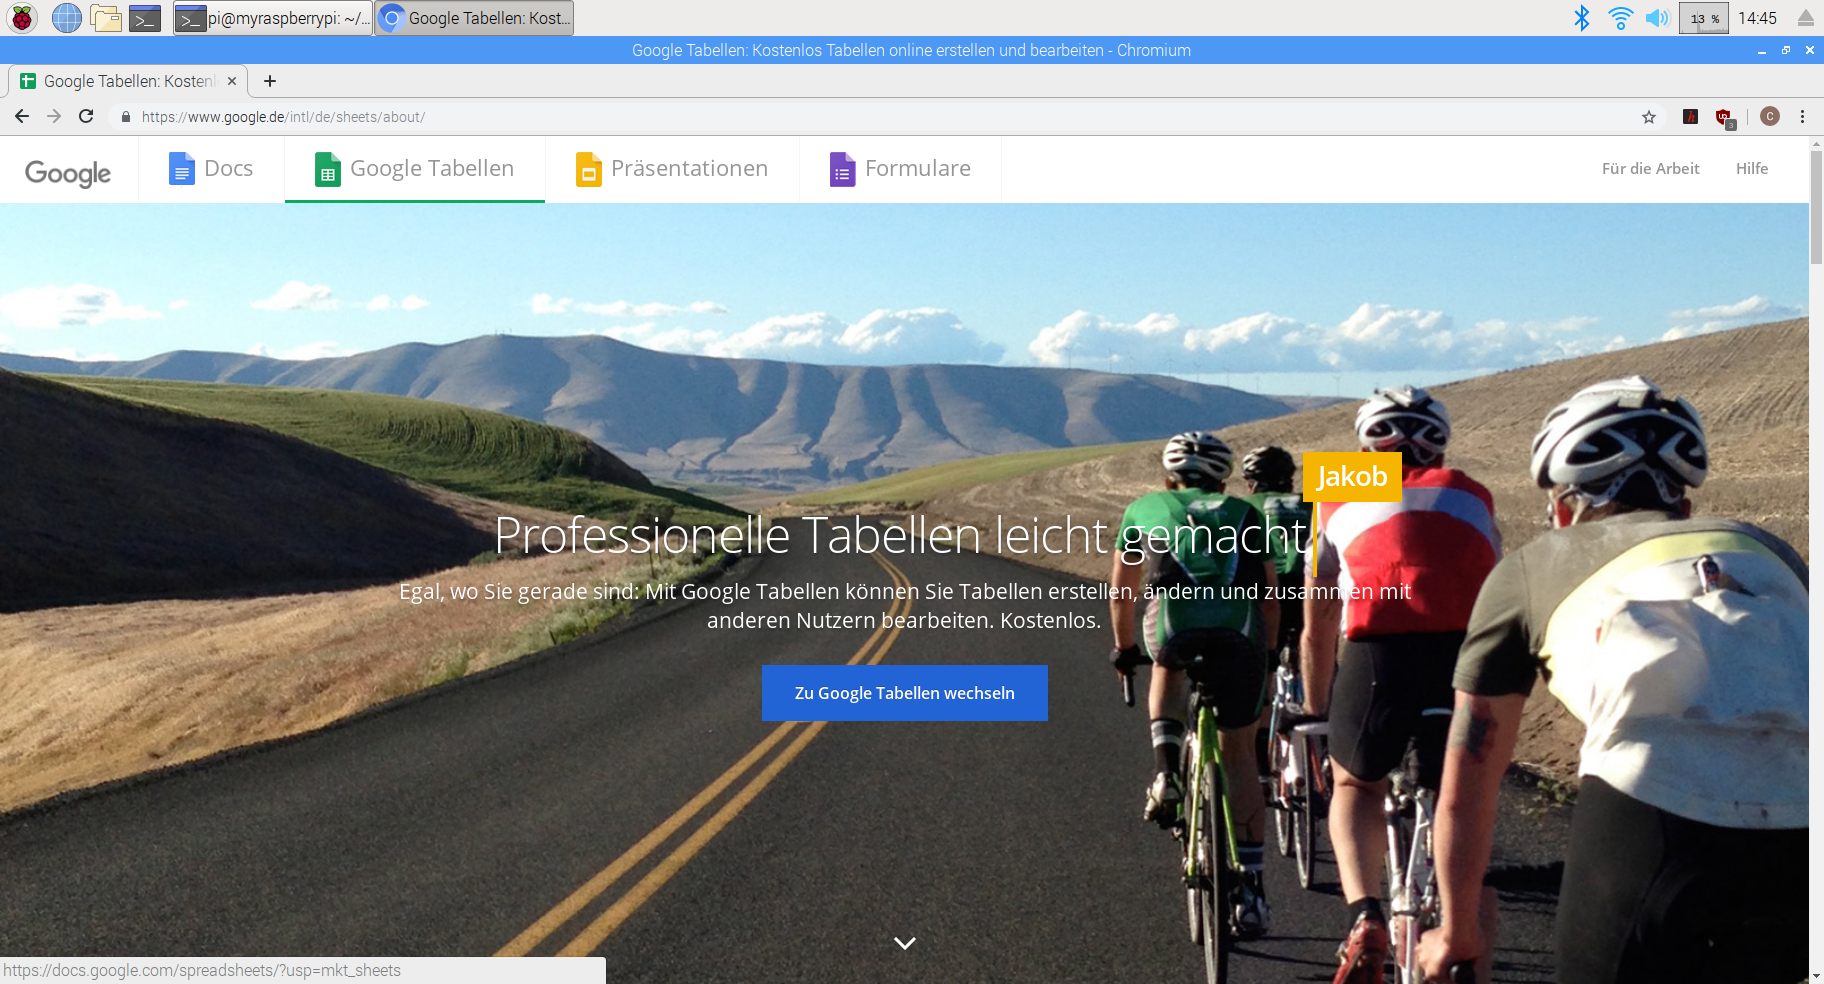 pi@myraspberrypi: ~/...
Google Tabellen: Kost...
13 %
14:45
Google Tabellen: Kostenlos Tabellen online erstellen und bearbeiten - Chromium
Google Tabellen: Kostenl
https://www.google.de/intl/de/sheets/about/
3
C
Google
Docs
Google Tabellen
Präsentationen
Formulare
Für die Arbeit
Hilfe
Jakob
Professionelle Tabellen leicht gemacht
Egal, wo Sie gerade sind: Mit Google Tabellen können Sie Tabellen erstellen, ändern und zusammen mit
anderen Nutzern bearbeiten. Kostenlos.
Zu Google Tabellen wechseln
https://docs.google.com/spreadsheets/?usp=mkt_sheets